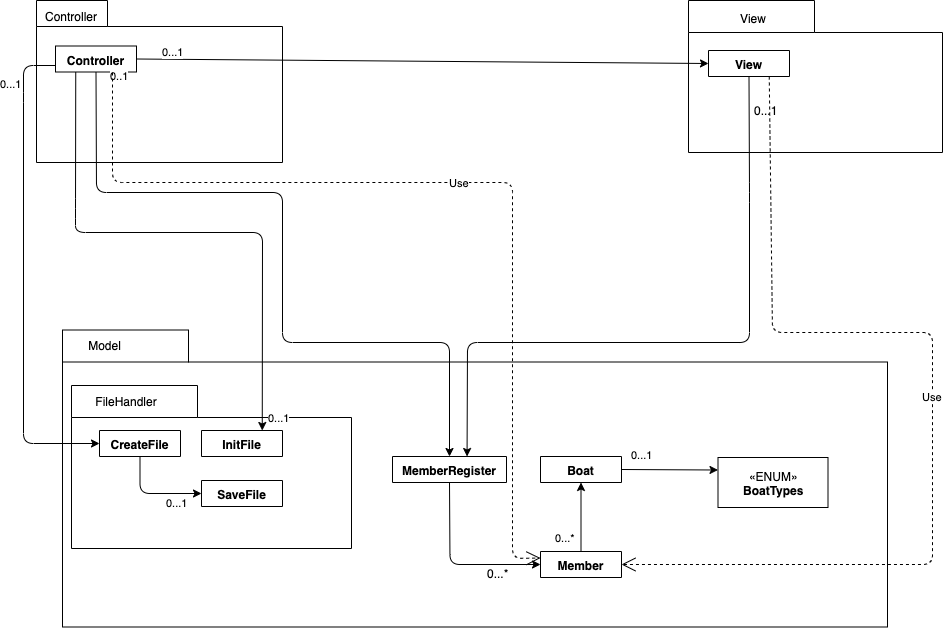 Controller
View
Controller
0...1
View
0..1
0...1
0...1
Use
Model
FileHandler
Use
0...1
CreateFile
InitFile
0...1
MemberRegister
Boat
«ENUM»
BoatTypes
SaveFile
0...1
0...*
Member
0...*